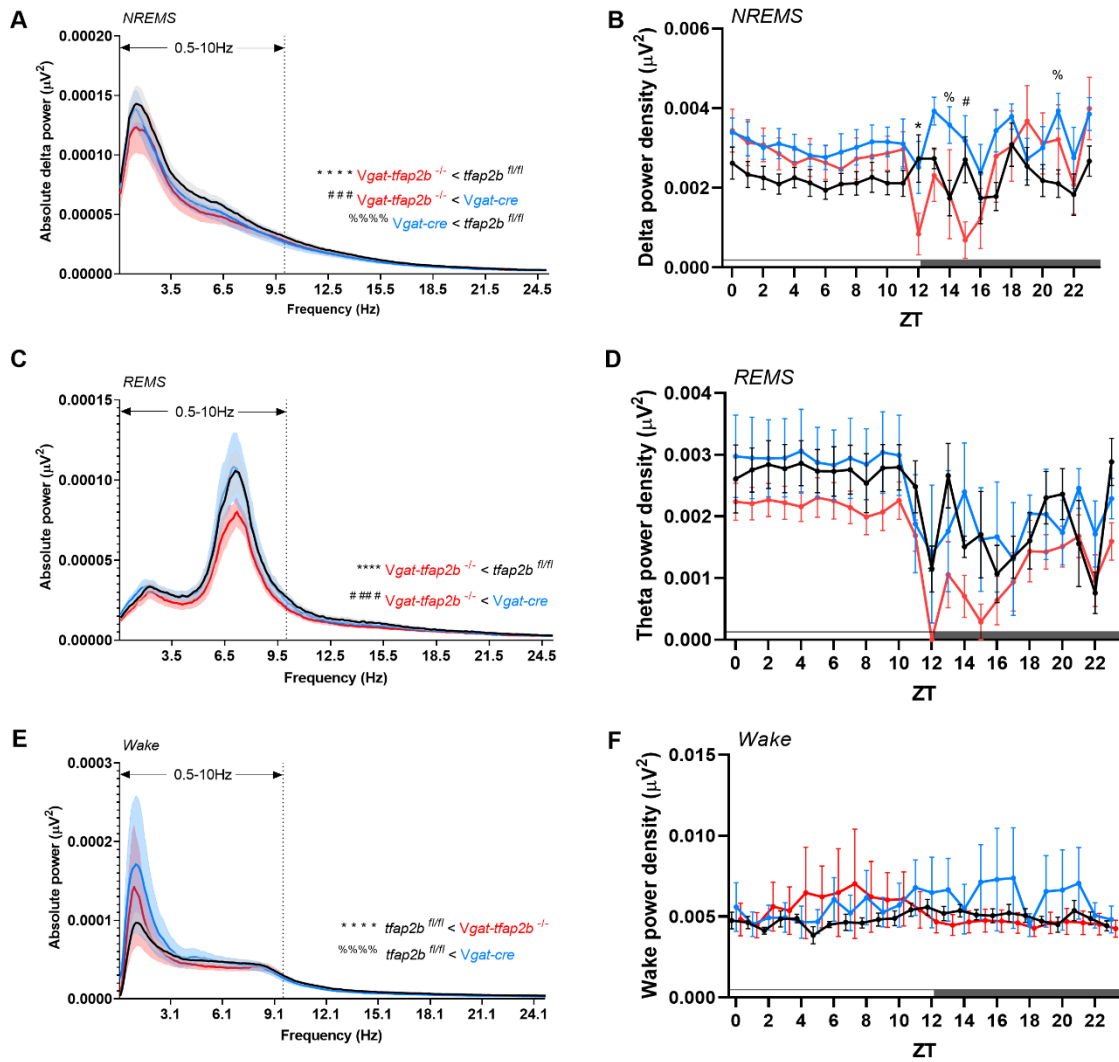 A
NREMS
0.5-10Hz
Absolute delta power (µV²)
0.00020
0.00015
0.00010
0.00005
0.00000
* * * * Vgat-tfap2b -/- < tfap2b fl/fl
# # # Vgat-tfap2b -/- < Vgat-cre
%%%% Vgat-cre < tfap2b fl/fl
3.5 6.5 9.5 12.5 15.5 18.5 21.5 24.5
Frequency (Hz)
B
NREMS
Delta power density (µV²)
0.006
0.004
0.002
0.000
* % # %
0 2 4 6 8 10 12 14 16 18 20 22
ZT
C
REMS
0.5-10Hz
Absolute power (µV²)
0.00015
0.00010
0.00005
0.00000
**** Vgat-tfap2b -/- < tfap2b fl/fl
# ## # Vgat-tfap2b -/- < Vgat-cre
3.5 6.5 9.5 12.5 15.5 18.5 21.5 24.5
Frequency (Hz)
D
REMS
Theta power density (µV²)
0.004
0.003
0.002
0.001
0.000
0 2 4 6 8 10 12 14 16 18 20 22
ZT
E
Wake
0.5-10Hz
Absolute power (µV²)
0.0003
0.0002
0.0001
0.0000
* * * * tfap2b fl/fl < Vgat-tfap2b -/-
%%%% tfap2b fl/fl < Vgat-cre
3.1 6.1 9.1 12.1 15.1 18.1 21.1 24.1
Frequency (Hz)
F
Wake
Wake power density (µV²)
0.015
0.010
0.005
0.000
0 2 4 6 8 10 12 14 16 18 20 22
ZT